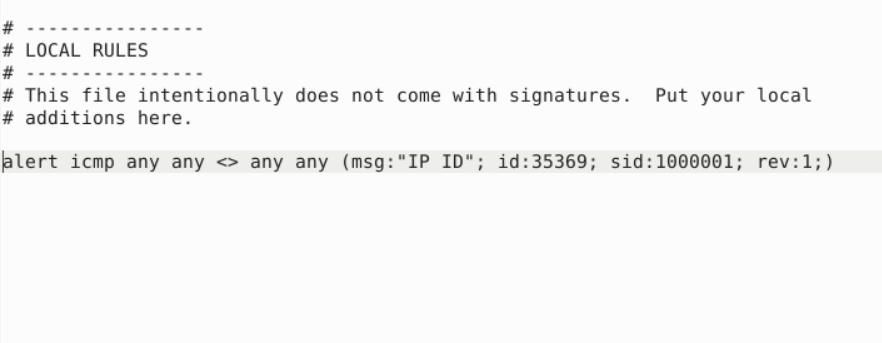 # ----------------
# LOCAL RULES
# ----------------
# This file intentionally does not come with signatures.  Put your local
# additions here.
alert icmp any any <> any any (msg:"IP ID"; id:35369; sid:1000001; rev:1;)